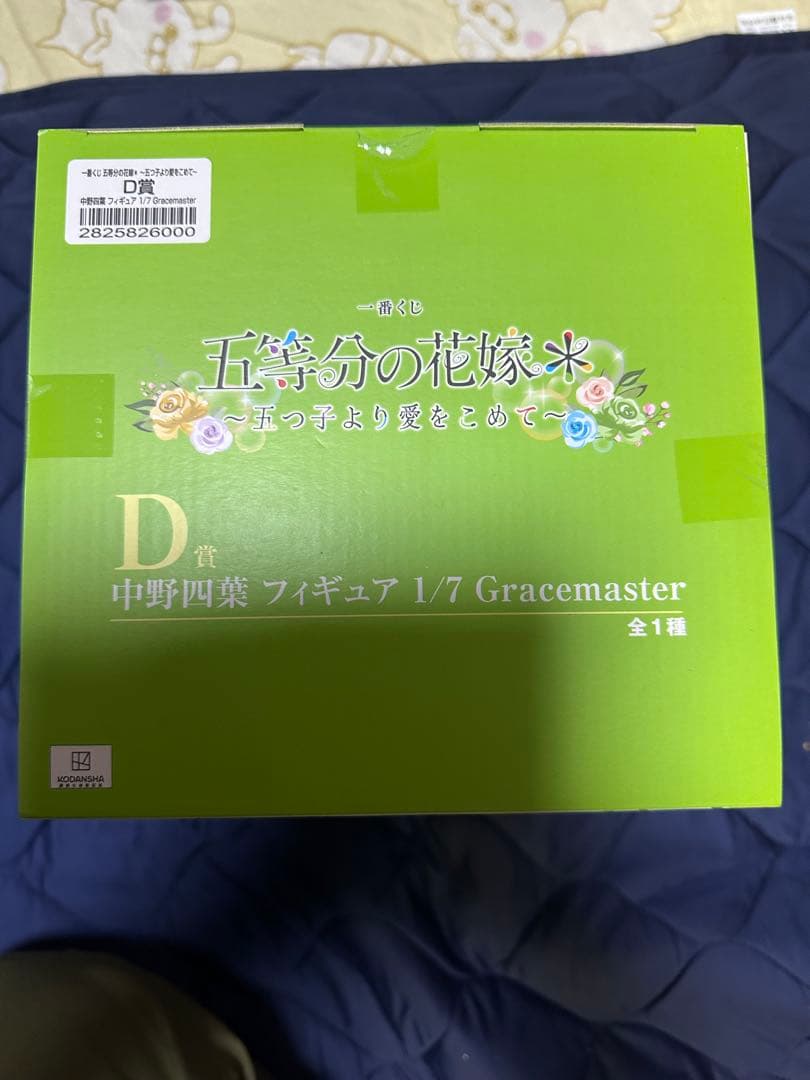 一番くじ 五等分の花嫁＊ ～五つ子より愛をこめて～
D賞
中野四葉 フィギュア 1/7 Gracemaster
2825826000
一番くじ
五等分の花嫁＊
～五つ子より愛をこめて～
D賞
中野四葉 フィギュア 1/7 Gracemaster
全1種
KODANSHA